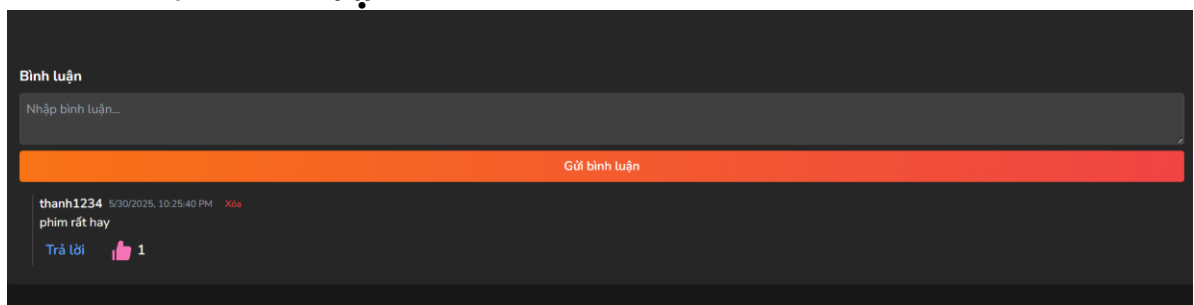 Bình luận
Nhập bình luận...
Gửi bình luận
thanh1234 5/30/2025, 10:25:40 PM Xóa
phim rất hay
Trả lời 1